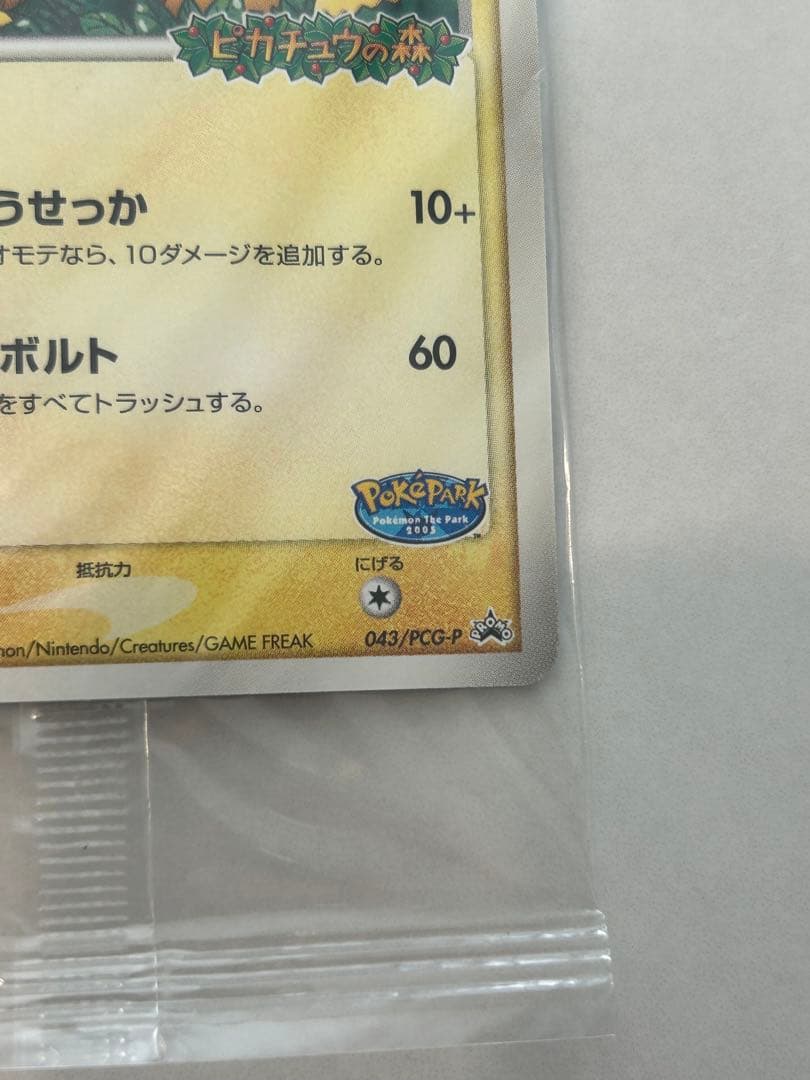 ピカチュウの森
うせっか 10+
オモテなら、10ダメージを追加する。
ボルト 60
をすべてトラッシュする。
POKÉPARK
Pokémon The Park
2005
™
抵抗力 にげる
mon/Nintendo/Creatures/GAME FREAK 043/PCG-P PROMO